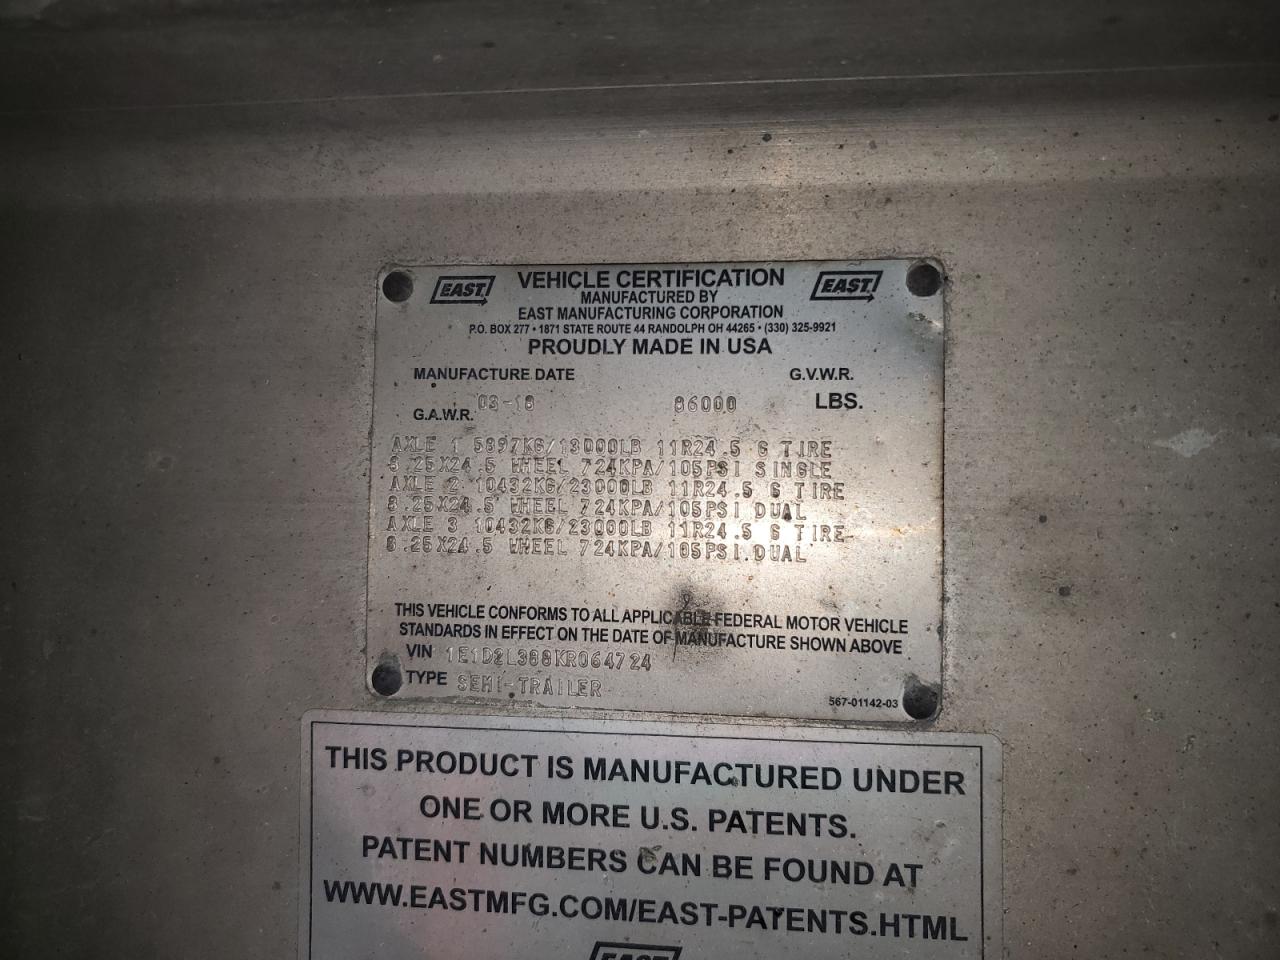 EAST VEHICLE CERTIFICATION EAST
MANUFACTURED BY
EAST MANUFACTURING CORPORATION
P.O. BOX 277 • 1871 STATE ROUTE 44 RANDOLPH OH 44265 • (330) 325-9921
PROUDLY MADE IN USA
MANUFACTURE DATE G.V.W.R.
03-18 86000 LBS.
G.A.W.R.
AXLE 1 5897KG/13000LB 11R24.5 G TIRE
8.25X24.5 WHEEL 724KPA/105PSI SINGLE
AXLE 2 10432KG/23000LB 11R24.5 G TIRE
8.25X24.5 WHEEL 724KPA/105PSI DUAL
AXLE 3 10432KG/23000LB 11R24.5 G TIRE
8.25X24.5 WHEEL 724KPA/105PSI DUAL
THIS VEHICLE CONFORMS TO ALL APPLICABLE FEDERAL MOTOR VEHICLE
STANDARDS IN EFFECT ON THE DATE OF MANUFACTURE SHOWN ABOVE
VIN 1E1D2L388KR064724
TYPE SEMI-TRAILER
567-01142-03
THIS PRODUCT IS MANUFACTURED UNDER
ONE OR MORE U.S. PATENTS.
PATENT NUMBERS CAN BE FOUND AT
WWW.EASTMFG.COM/EAST-PATENTS.HTML
EAST